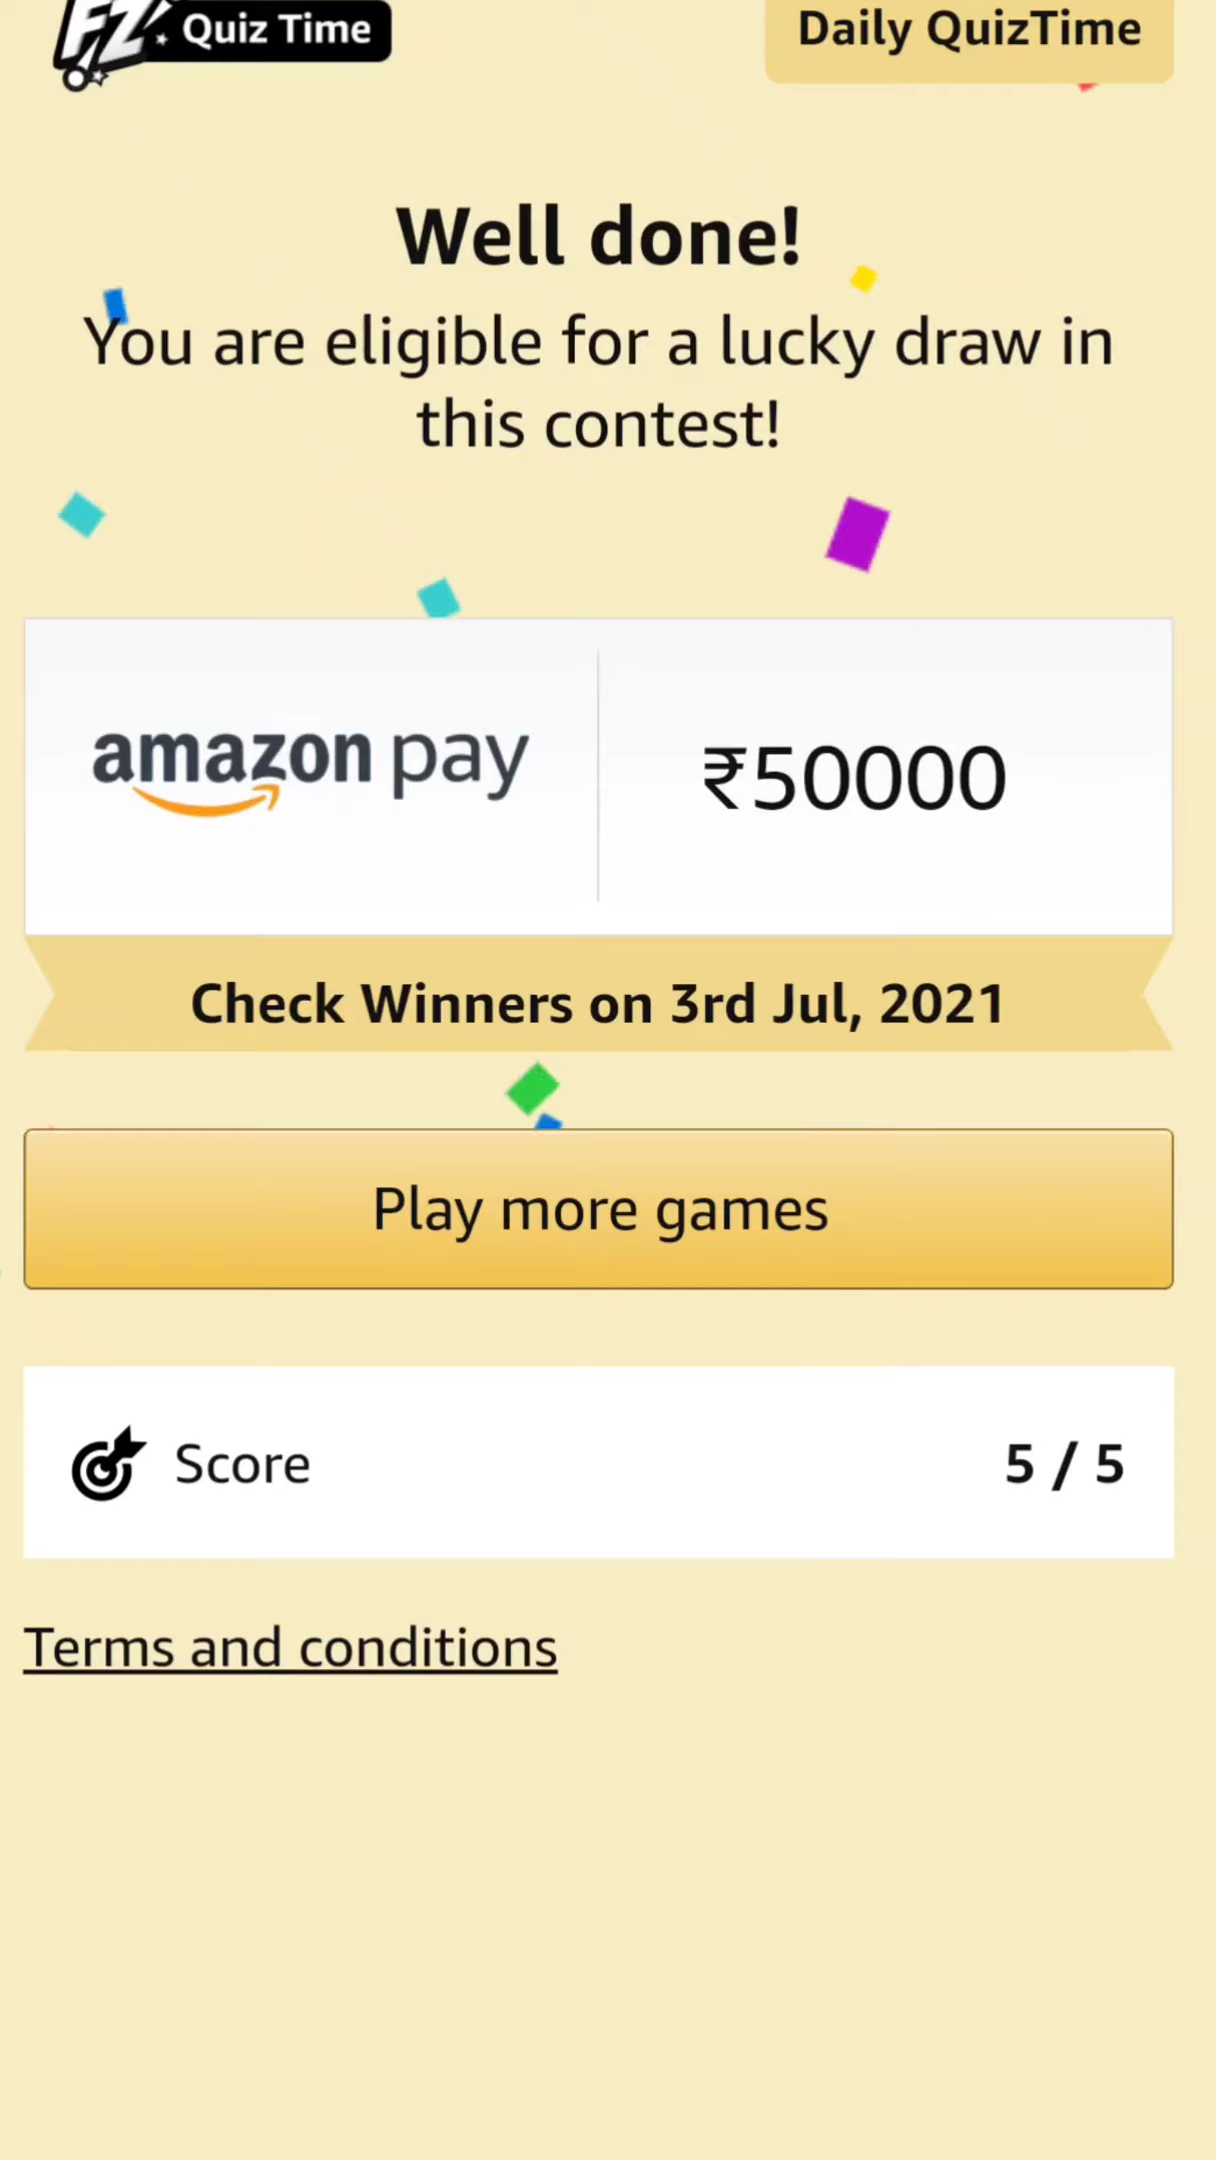 FZ Quiz Time
Daily QuizTime
Well done!
You are eligible for a lucky draw in
this contest!
amazon pay
₹50000
Check Winners on 3rd Jul, 2021
Play more games
Score
5 / 5
Terms and conditions